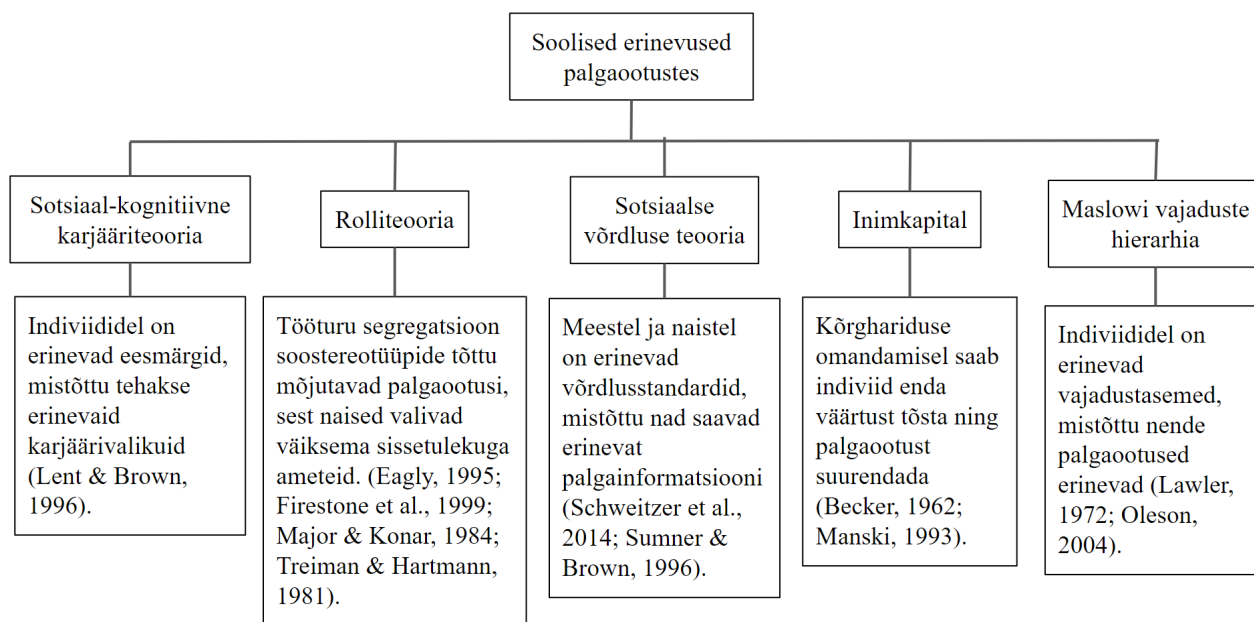 Soolised erinevused
palgaootustes
Sotsiaal-kognitiivne
karjääriteooria
Rolliteooria
Sotsiaalse
võrdluse teooria
Inimkapital
Maslowi vajaduste
hierarhia
Indiviididel on
erinevad eesmärgid,
mistõttu tehakse
erinevaid
karjäärivalikuid
(Lent & Brown,
1996).
Tööturu segregatsioon
soostereotüüpide tõttu
mõjutavad palgaootusi,
sest naised valivad
väiksema sissetulekuga
ameteid. (Eagly, 1995;
Firestone et al., 1999;
Major & Konar, 1984;
Treiman & Hartmann,
1981).
Meestel ja naistel
on erinevad
võrdlusstandardid,
mistõttu nad saavad
erinevat
palgainformatsiooni
(Schweitzer et al.,
2014; Sumner &
Brown, 1996).
Kõrghariduse
omandamisel saab
indiviid enda
väärtust tõsta ning
palgaootust
suurendada
(Becker, 1962;
Manski, 1993).
Indiviididel on
erinevad
vajadustasemed,
mistõttu nende
palgaootused
erinevad (Lawler,
1972; Oleson,
2004).